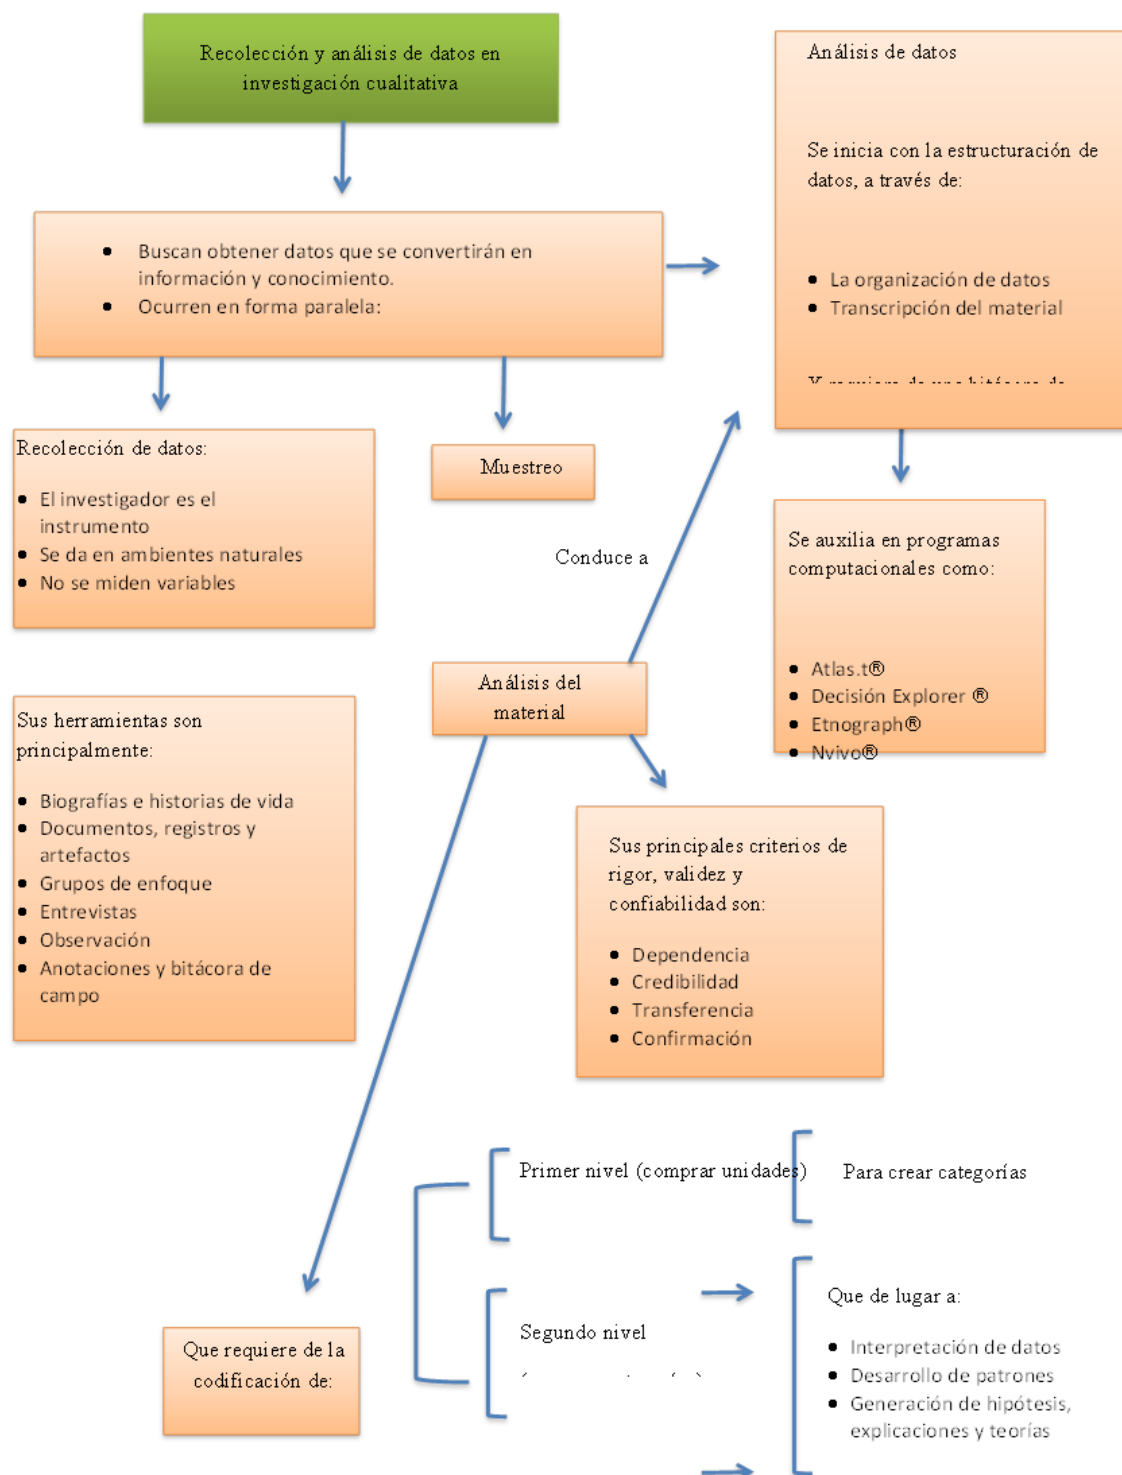 Recolección y análisis de datos en
investigación cualitativa
Análisis de datos
Se inicia con la estructuración de
datos, a través de:
• La organización de datos
• Transcripción del material
• Buscan obtener datos que se convertirán en
información y conocimiento.
• Ocurren en forma paralela:
Recolección de datos:
• El investigador es el
instrumento
• Se da en ambientes naturales
• No se miden variables
Muestreo
Conduce a
Se auxilia en programas
computacionales como:
• Atlas.t®
• Decisión Explorer ®
• Etnograph®
• Nvivo®
Análisis del
material
Sus herramientas son
principalmente:
• Biografías e historias de vida
• Documentos, registros y
artefactos
• Grupos de enfoque
• Entrevistas
• Observación
• Anotaciones y bitácora de
campo
Sus principales criterios de
rigor, validez y
confiabilidad son:
• Dependencia
• Credibilidad
• Transferencia
• Confirmación
Primer nivel (comprar unidades)
Para crear categorías
Que requiere de la
codificación de:
Segundo nivel
Que de lugar a:
• Interpretación de datos
• Desarrollo de patrones
• Generación de hipótesis,
explicaciones y teorías